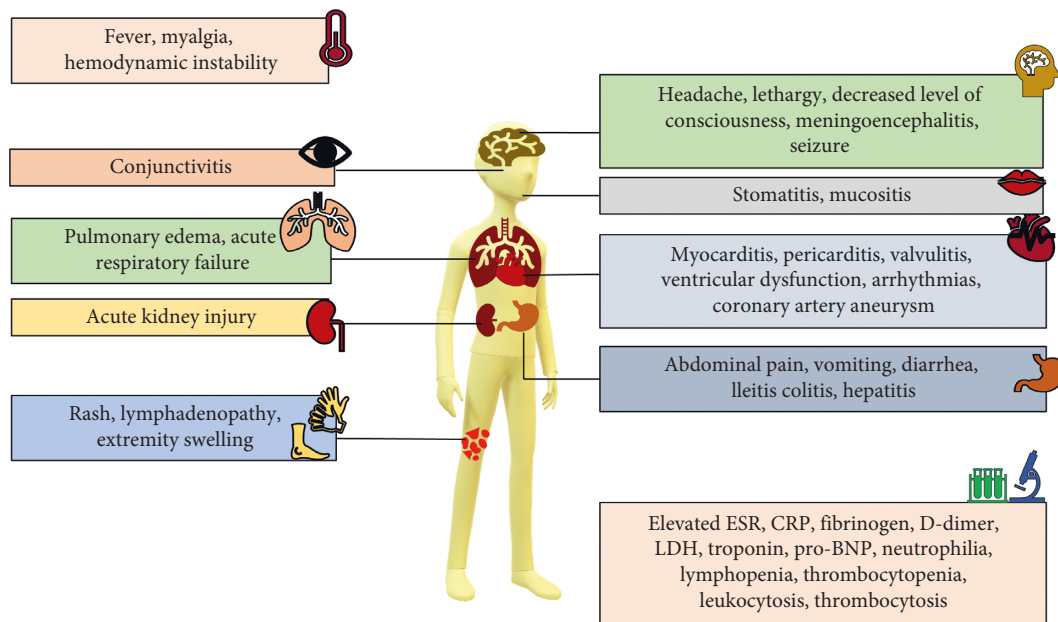 Fever, myalgia,
hemodynamic instability
Conjunctivitis
Pulmonary edema, acute
respiratory failure
Acute kidney injury
Rash, lymphadenopathy,
extremity swelling
Headache, lethargy, decreased level of
consciousness, meningoencephalitis,
seizure
Stomatitis, mucositis
Myocarditis, pericarditis, valvulitis,
ventricular dysfunction, arrhythmias,
coronary artery aneurysm
Abdominal pain, vomiting, diarrhea,
lleitis colitis, hepatitis
Elevated ESR, CRP, fibrinogen, D-dimer,
LDH, troponin, pro-BNP, neutrophilia,
lymphopenia, thrombocytopenia,
leukocytosis, thrombocytosis